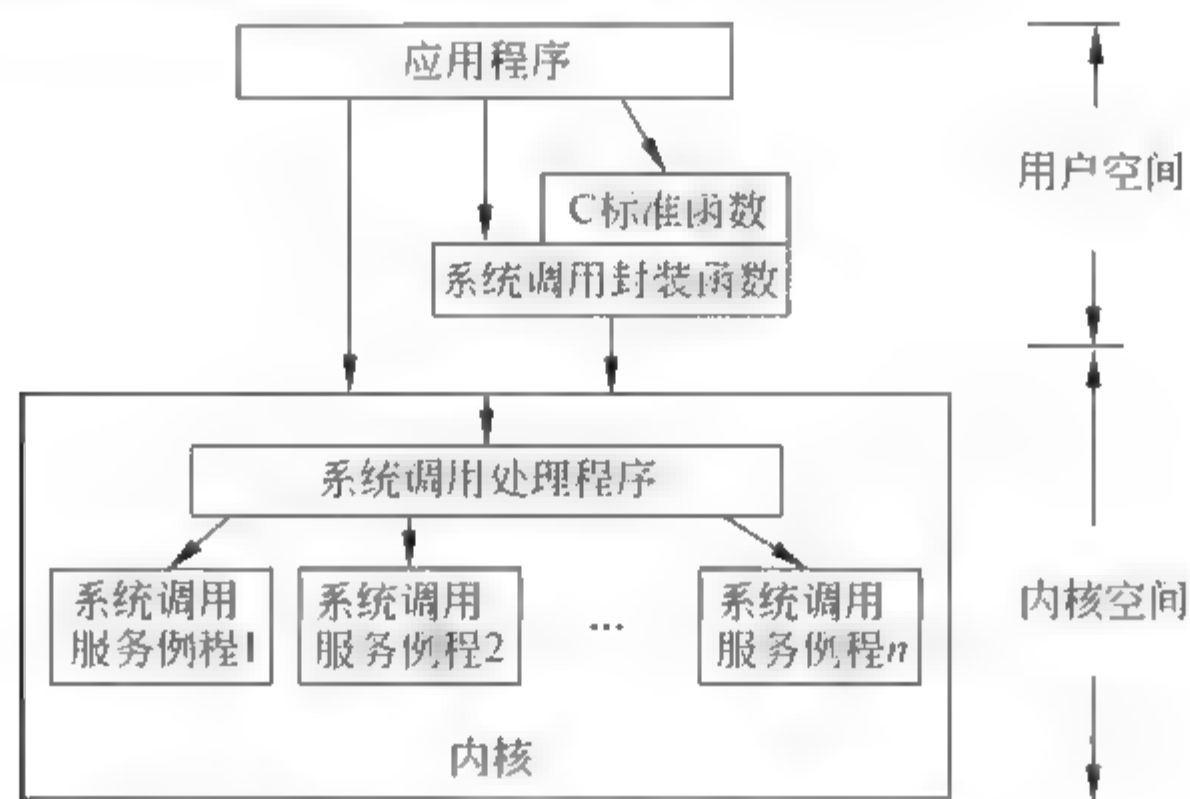 应用程序
用户空间
C标准函数
系统调用封装函数
系统调用处理程序
系统调用
服务例程1
系统调用
服务例程2
...
系统调用
服务例程n
内核空间
内核